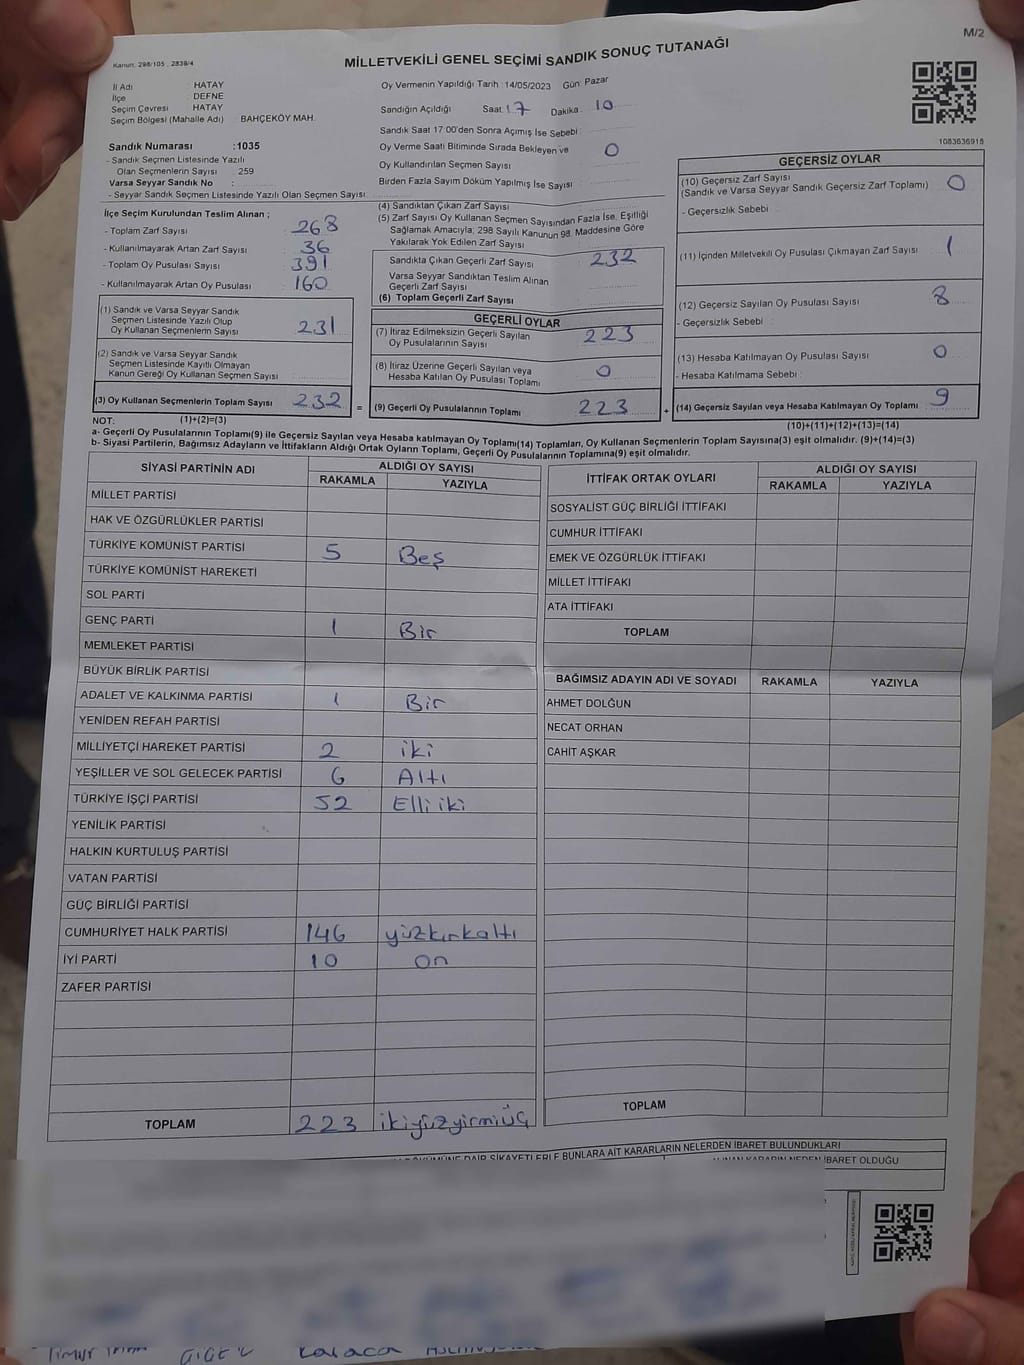 M/2
Kanun: 298/105 2839/4
MİLLETVEKİLİ GENEL SEÇİMİ SANDIK SONUÇ TUTANAĞI
İl Adı HATAY
İlçe DEFNE
Seçim Çevresi HATAY
Seçim Bölgesi (Mahalle Adı) BAHÇEKÖY MAH.
Oy Vermenin Yapıldığı Tarih :14/05/2023 Gün: Pazar
Sandığın Açıldığı Saat: 17 Dakika: 10
Sandık Saat 17:00'den Sonra Açımış İse Sebebi :
Oy Verme Saati Bitiminde Sırada Bekleyen ve 0
Oy Kullandırılan Seçmen Sayısı
Birden Fazla Sayım Döküm Yapılmış İse Sayısı :
Sandık Numarası :1035
- Sandık Seçmen Listesinde Yazılı
Olan Seçmenlerin Sayısı 259
Varsa Seyyar Sandık No :
- Seyyar Sandık Seçmen Listesinde Yazılı Olan Seçmen Sayısı:
İlçe Seçim Kurulundan Teslim Alınan ;
- Toplam Zarf Sayısı : 268
- Kullanılmayarak Artan Zarf Sayısı : 36
- Toplam Oy Pusulası Sayısı : 391
- Kullanılmayarak Artan Oy Pusulası : 160
(1) Sandık ve Varsa Seyyar Sandık
Seçmen Listesinde Yazılı Olup
Oy Kullanan Seçmenlerin Sayısı : 231
(2) Sandık ve Varsa Seyyar Sandık
Seçmen Listesinde Kayıtlı Olmayan
Kanun Gereği Oy Kullanan Seçmen Sayısı :
(3) Oy Kullanan Seçmenlerin Toplam Sayısı : 232 =
(4) Sandıktan Çıkan Zarf Sayısı
(5) Zarf Sayısı Oy Kullanan Seçmen Sayısından Fazla İse, Eşitliği
Sağlamak Amacıyla; 298 Sayılı Kanunun 98. Maddesine Göre
Yakılarak Yok Edilen Zarf Sayısı
Sandıkta Çıkan Geçerli Zarf Sayısı : 232
Varsa Seyyar Sandıktan Teslim Alınan
Geçerli Zarf Sayısı
(6) Toplam Geçerli Zarf Sayısı
GEÇERLİ OYLAR
(7) İtiraz Edilmeksizin Geçerli Sayılan
Oy Pusulalarının Sayısı : 223
(8) İtiraz Üzerine Geçerli Sayılan veya
Hesaba Katılan Oy Pusulası Toplamı : 0
(9) Geçerli Oy Pusulalarının Toplamı : 223 +
1083636915
GEÇERSİZ OYLAR
(10) Geçersiz Zarf Sayısı
(Sandık ve Varsa Seyyar Sandık Geçersiz Zarf Toplamı) : 0
- Geçersizlik Sebebi :
(11) İçinden Milletvekili Oy Pusulası Çıkmayan Zarf Sayısı : 1
(12) Geçersiz Sayılan Oy Pusulası Sayısı : 8
- Geçersizlik Sebebi :
(13) Hesaba Katılmayan Oy Pusulası Sayısı : 0
- Hesaba Katılmama Sebebi :
(14) Geçersiz Sayılan veya Hesaba Katılmayan Oy Toplamı : 9
NOT: (1)+(2)=(3) (10)+(11)+(12)+(13)=(14)
a- Geçerli Oy Pusulalarının Toplamı(9) ile Geçersiz Sayılan veya Hesaba katılmayan Oy Toplamı(14) Toplamları, Oy Kullanan Seçmenlerin Toplam Sayısına(3) eşit olmalıdır. (9)+(14)=(3)
b- Siyasi Partilerin, Bağımsız Adayların ve İttifakların Aldığı Ortak Oyların Toplamı, Geçerli Oy Pusulalarının Toplamına(9) eşit olmalıdır.
SİYASİ PARTİNİN ADI ALDIĞI OY SAYISI
RAKAMLA YAZIYLA
MİLLET PARTİSİ
HAK VE ÖZGÜRLÜKLER PARTİSİ
TÜRKİYE KOMÜNİST PARTİSİ 5 Beş
TÜRKİYE KOMÜNİST HAREKETİ
SOL PARTİ
GENÇ PARTİ 1 Bir
MEMLEKET PARTİSİ
BÜYÜK BİRLİK PARTİSİ
ADALET VE KALKINMA PARTİSİ 1 Bir
YENİDEN REFAH PARTİSİ
MİLLİYETÇİ HAREKET PARTİSİ 2 iki
YEŞİLLER VE SOL GELECEK PARTİSİ 6 Altı
TÜRKİYE İŞÇİ PARTİSİ 52 Elli iki
YENİLİK PARTİSİ
HALKIN KURTULUŞ PARTİSİ
VATAN PARTİSİ
GÜÇ BİRLİĞİ PARTİSİ
CUMHURİYET HALK PARTİSİ 146 yüzkırkaltı
İYİ PARTİ 10 on
ZAFER PARTİSİ
TOPLAM 223 ikiyüzyirmiüç
İTTİFAK ORTAK OYLARI ALDIĞI OY SAYISI
RAKAMLA YAZIYLA
SOSYALİST GÜÇ BİRLİĞİ İTTİFAKI
CUMHUR İTTİFAKI
EMEK VE ÖZGÜRLÜK İTTİFAKI
MİLLET İTTİFAKI
ATA İTTİFAKI
TOPLAM
BAĞIMSIZ ADAYIN ADI VE SOYADI RAKAMLA YAZIYLA
AHMET DOLĞUN
NECAT ORHAN
CAHİT AŞKAR
TOPLAM
DAİR ŞİKAYETLERLE BUNLARA AİT KARARLARIN NELERDEN İBARET BULUNDUKLARI
KARARIN NEDEN İBARET OLDUĞU
Karaca